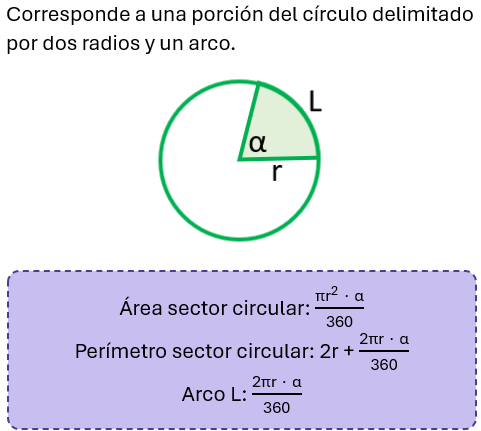 Corresponde a una porción del círculo delimitado
por dos radios y un arco.
L
α
r
Área sector circular: πr² · α / 360
Perímetro sector circular: 2r + 2πr · α / 360
Arco L: 2πr · α / 360